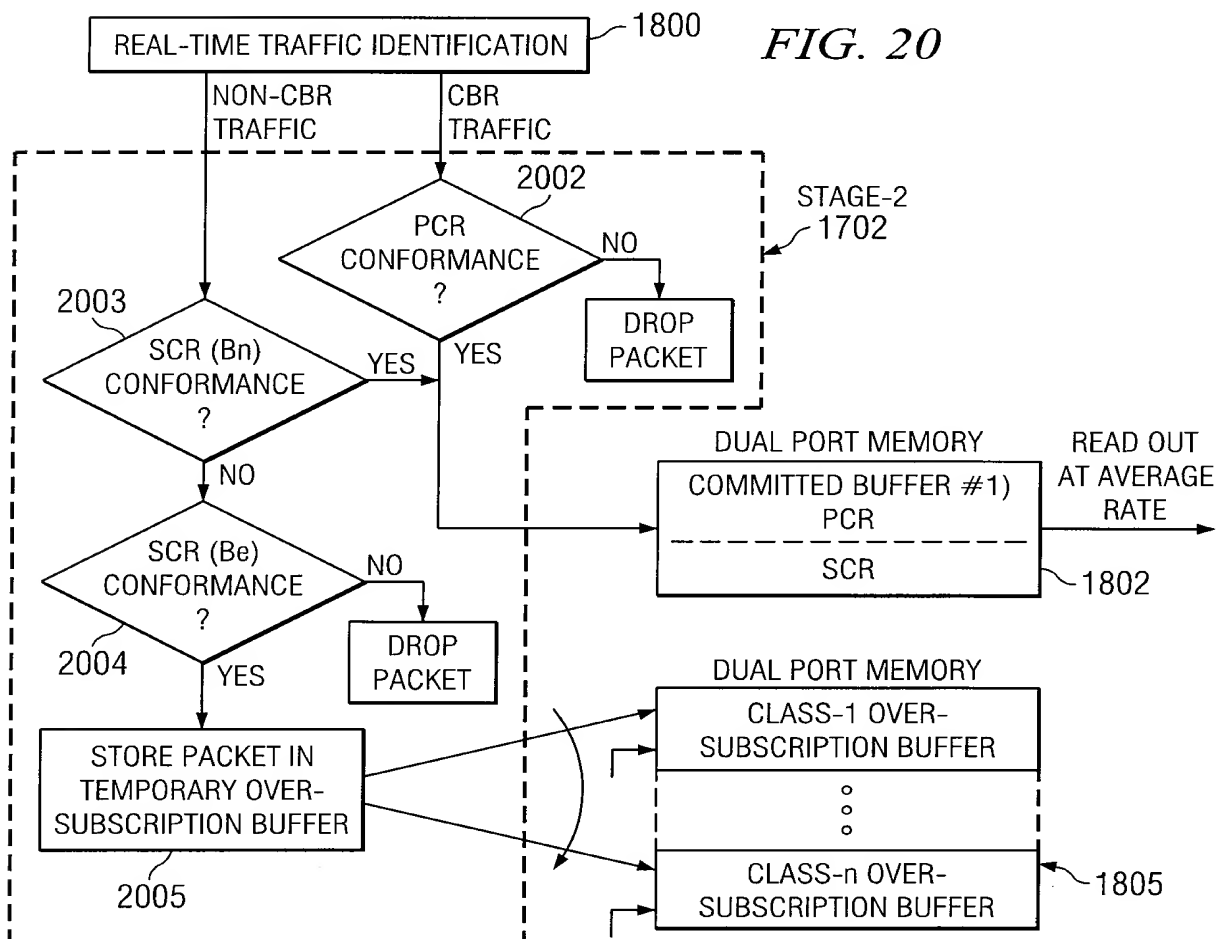 1800
REAL-TIME TRAFFIC IDENTIFICATION
FIG. 20
NON-CBR
TRAFFIC
CBR
TRAFFIC
2002
STAGE-2
1702
PCR
CONFORMANCE
?
NO
DROP
PACKET
YES
2003
SCR (Bn)
CONFORMANCE
?
YES
NO
DUAL PORT MEMORY
COMMITTED BUFFER #1)
PCR
SCR
1802
READ OUT
AT AVERAGE
RATE
SCR (Be)
CONFORMANCE
?
NO
2004
DROP
PACKET
YES
STORE PACKET IN
TEMPORARY OVER-
SUBSCRIPTION BUFFER
2005
DUAL PORT MEMORY
CLASS-1 OVER-
SUBSCRIPTION BUFFER
CLASS-n OVER-
SUBSCRIPTION BUFFER
1805